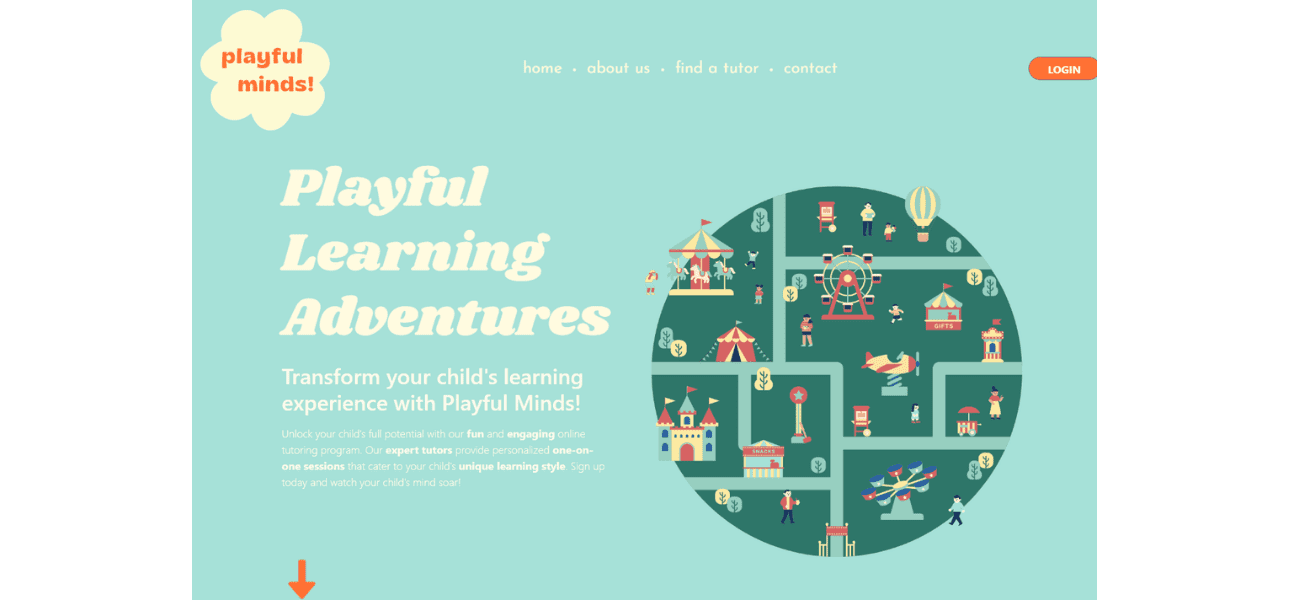 playful
minds!
home • about us • find a tutor • contact
LOGIN
Playful
Learning
Adventures
Transform your child's learning
experience with Playful Minds!
Unlock your child's full potential with our fun and engaging online
tutoring program. Our expert tutors provide personalized one-on-
one sessions that cater to your child's unique learning style. Sign up
today and watch your child's mind soar!
GIFTS
SNACKS